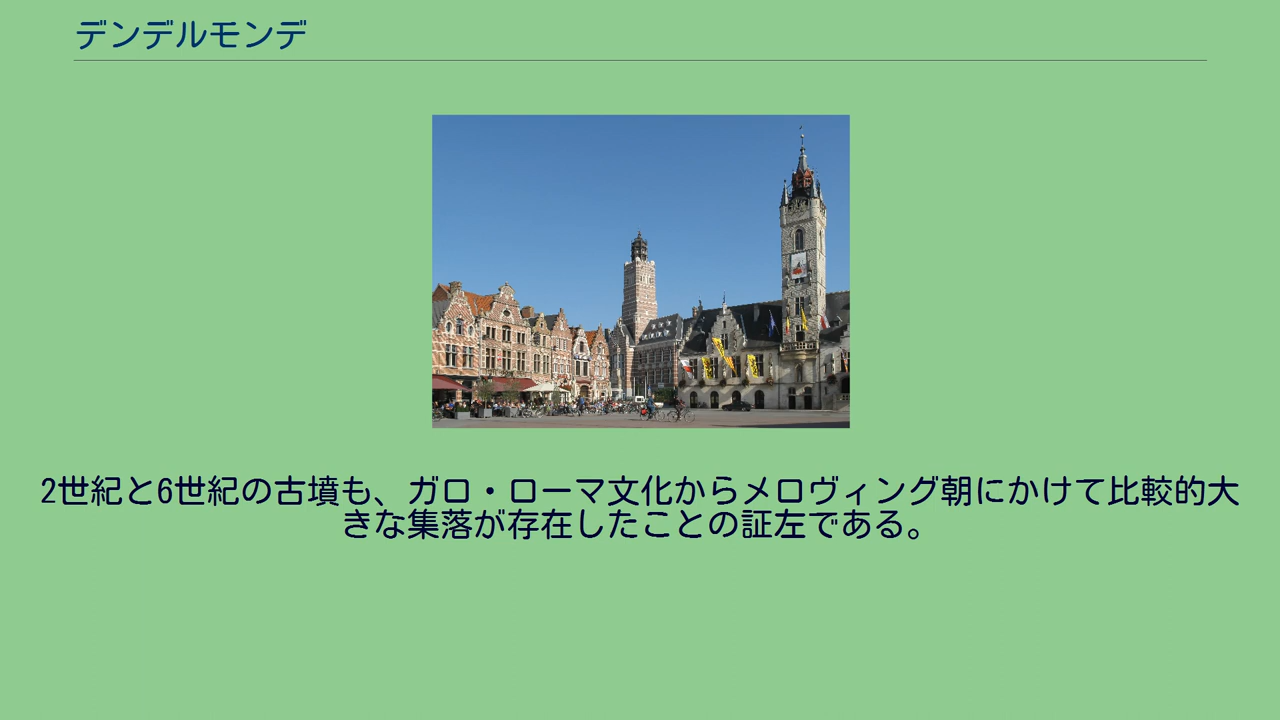 デンデルモンデ
2世紀と6世紀の古墳も、ガロ・ローマ文化からメロヴィング朝にかけて比較的大
きな集落が存在したことの証左である。